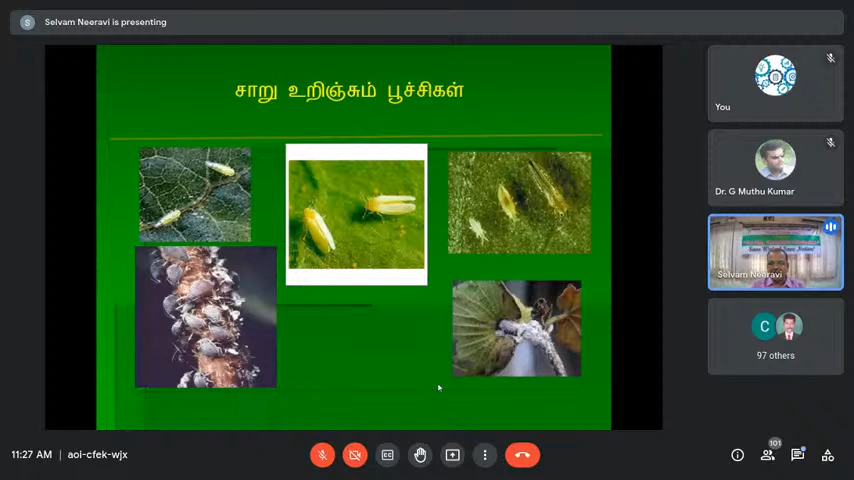 S Selvam Neeravi is presenting
சாறு உறிஞ்சும் பூச்சிகள்
You
Dr. G Muthu Kumar
Selvam Neeravi
C
97 others
11:27 AM | aoi-cfek-wjx
CC
101